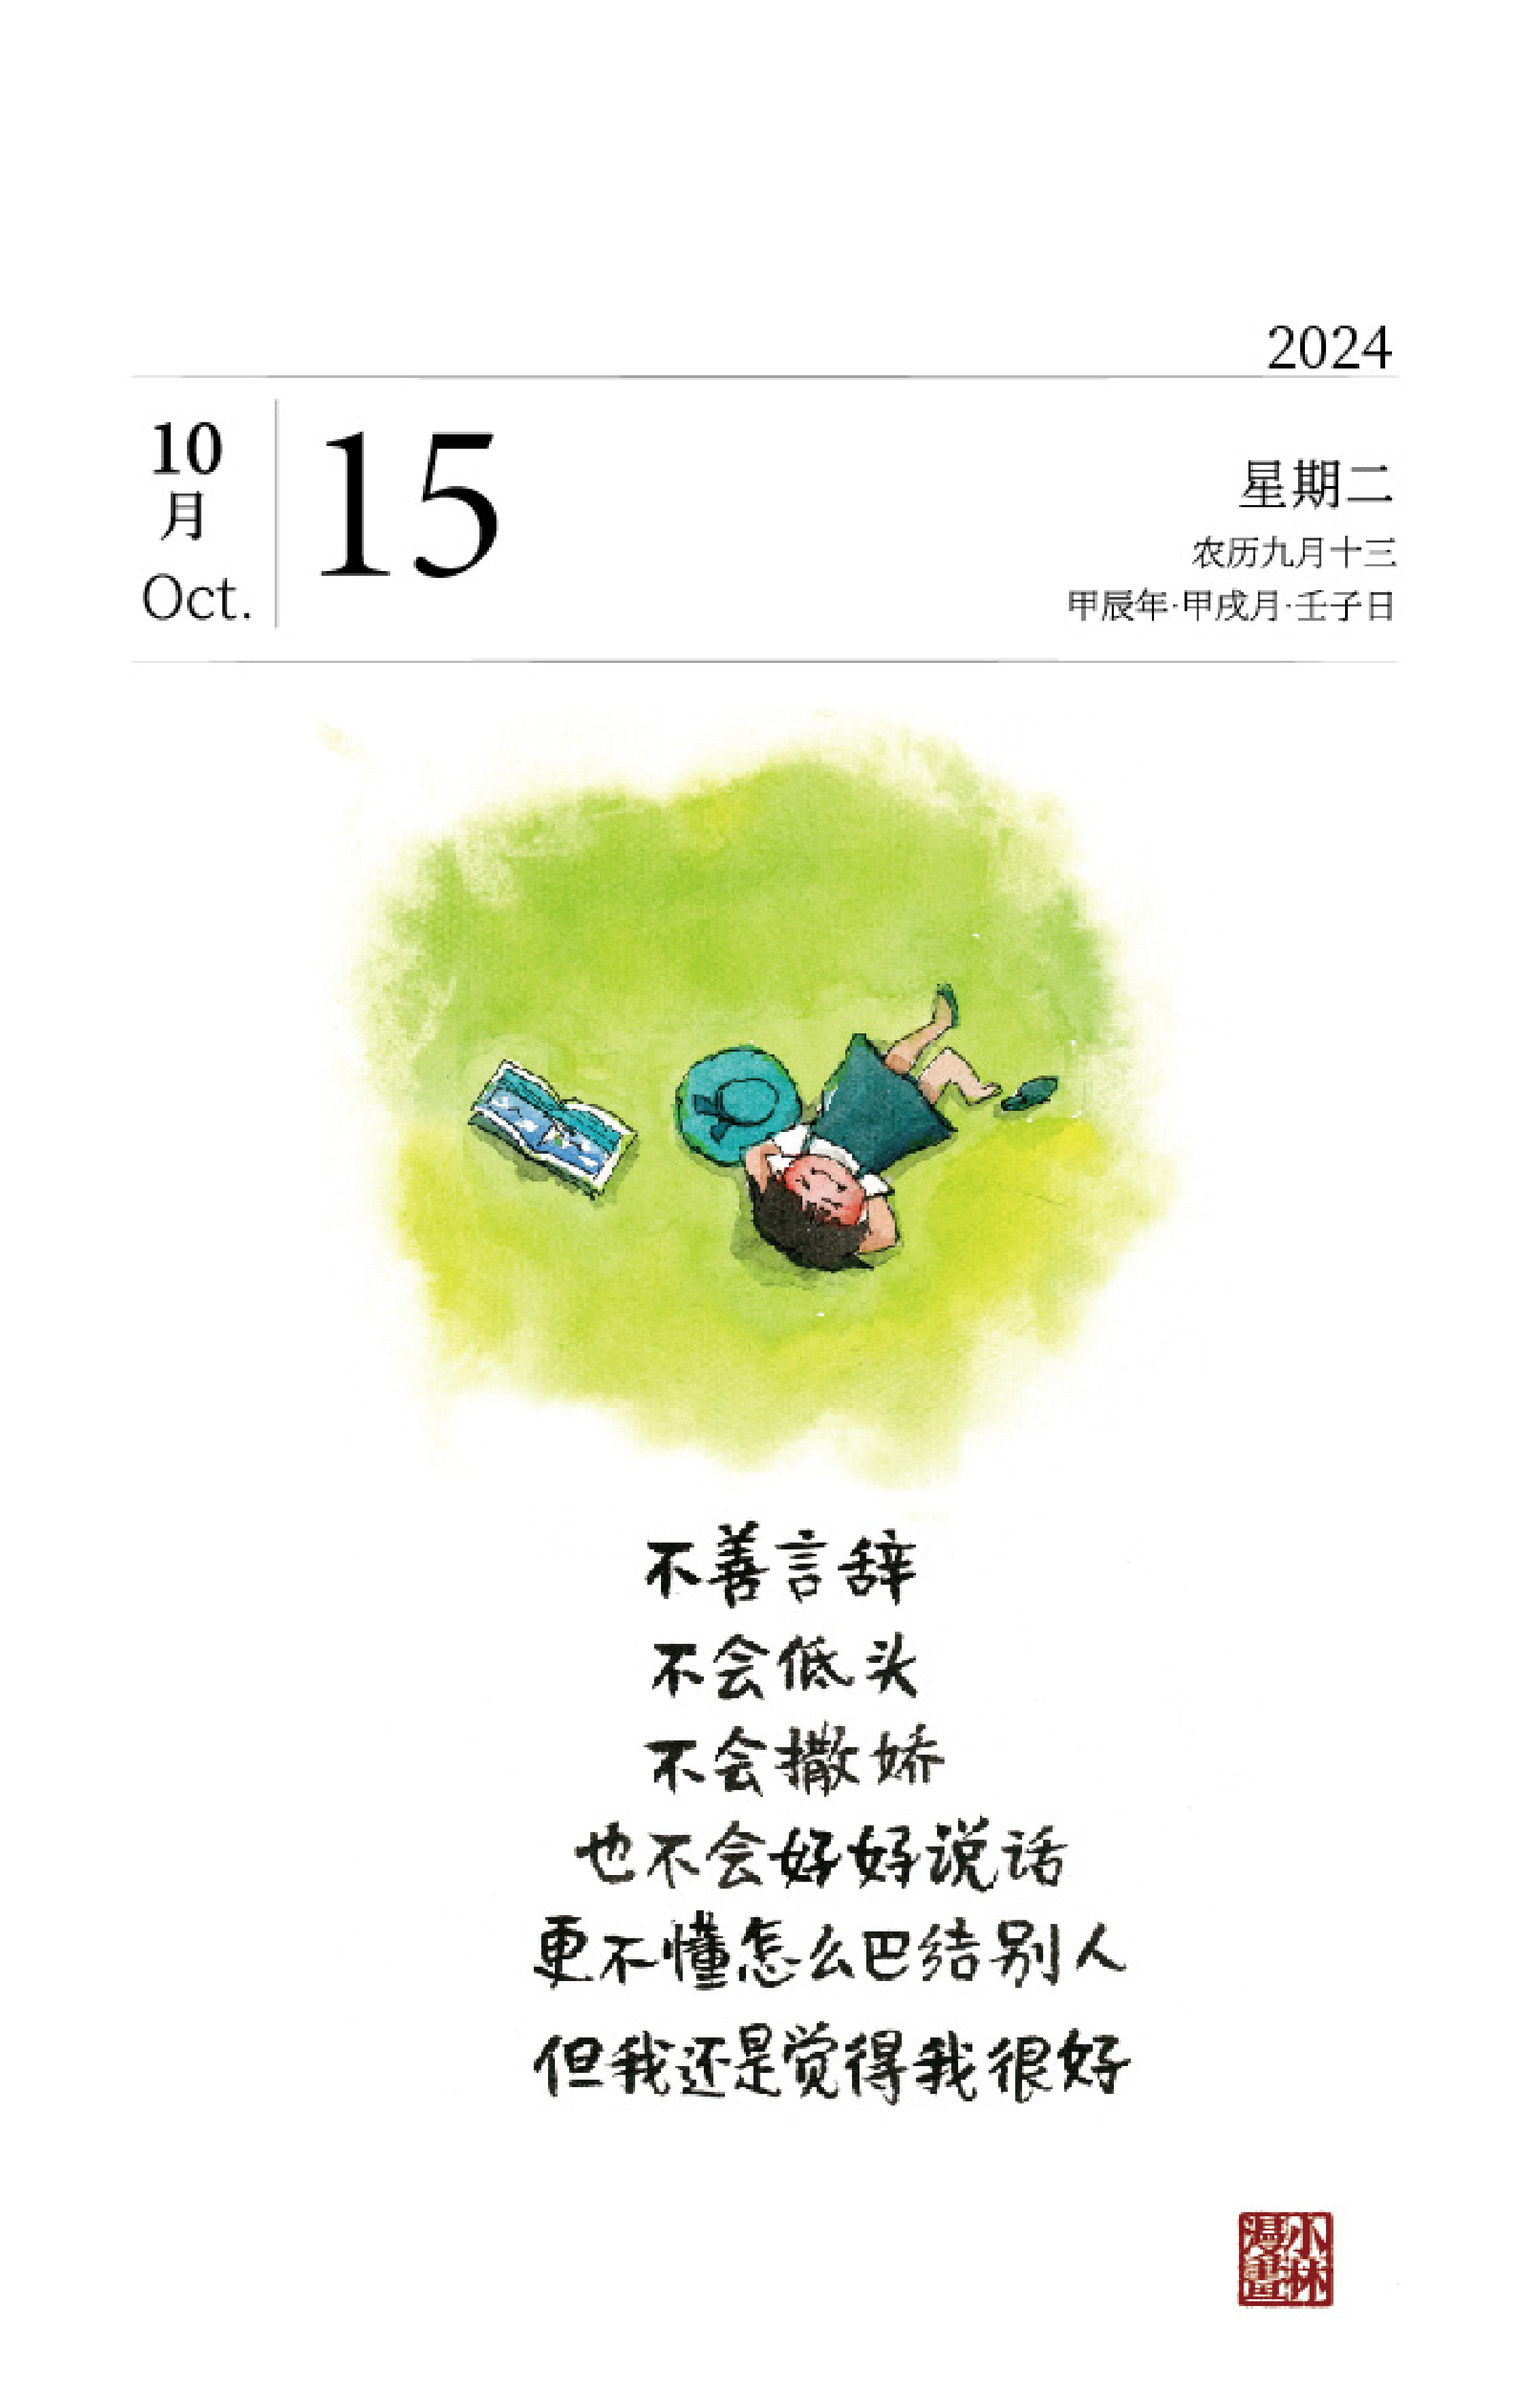 2024
10
月
Oct.
15
星期二
农历九月十三
甲辰年·甲戌月·壬子日
不善言辞
不会低头
不会撒娇
也不会好好说话
更不懂怎么巴结别人
但我还是觉得我很好
小林
漫画